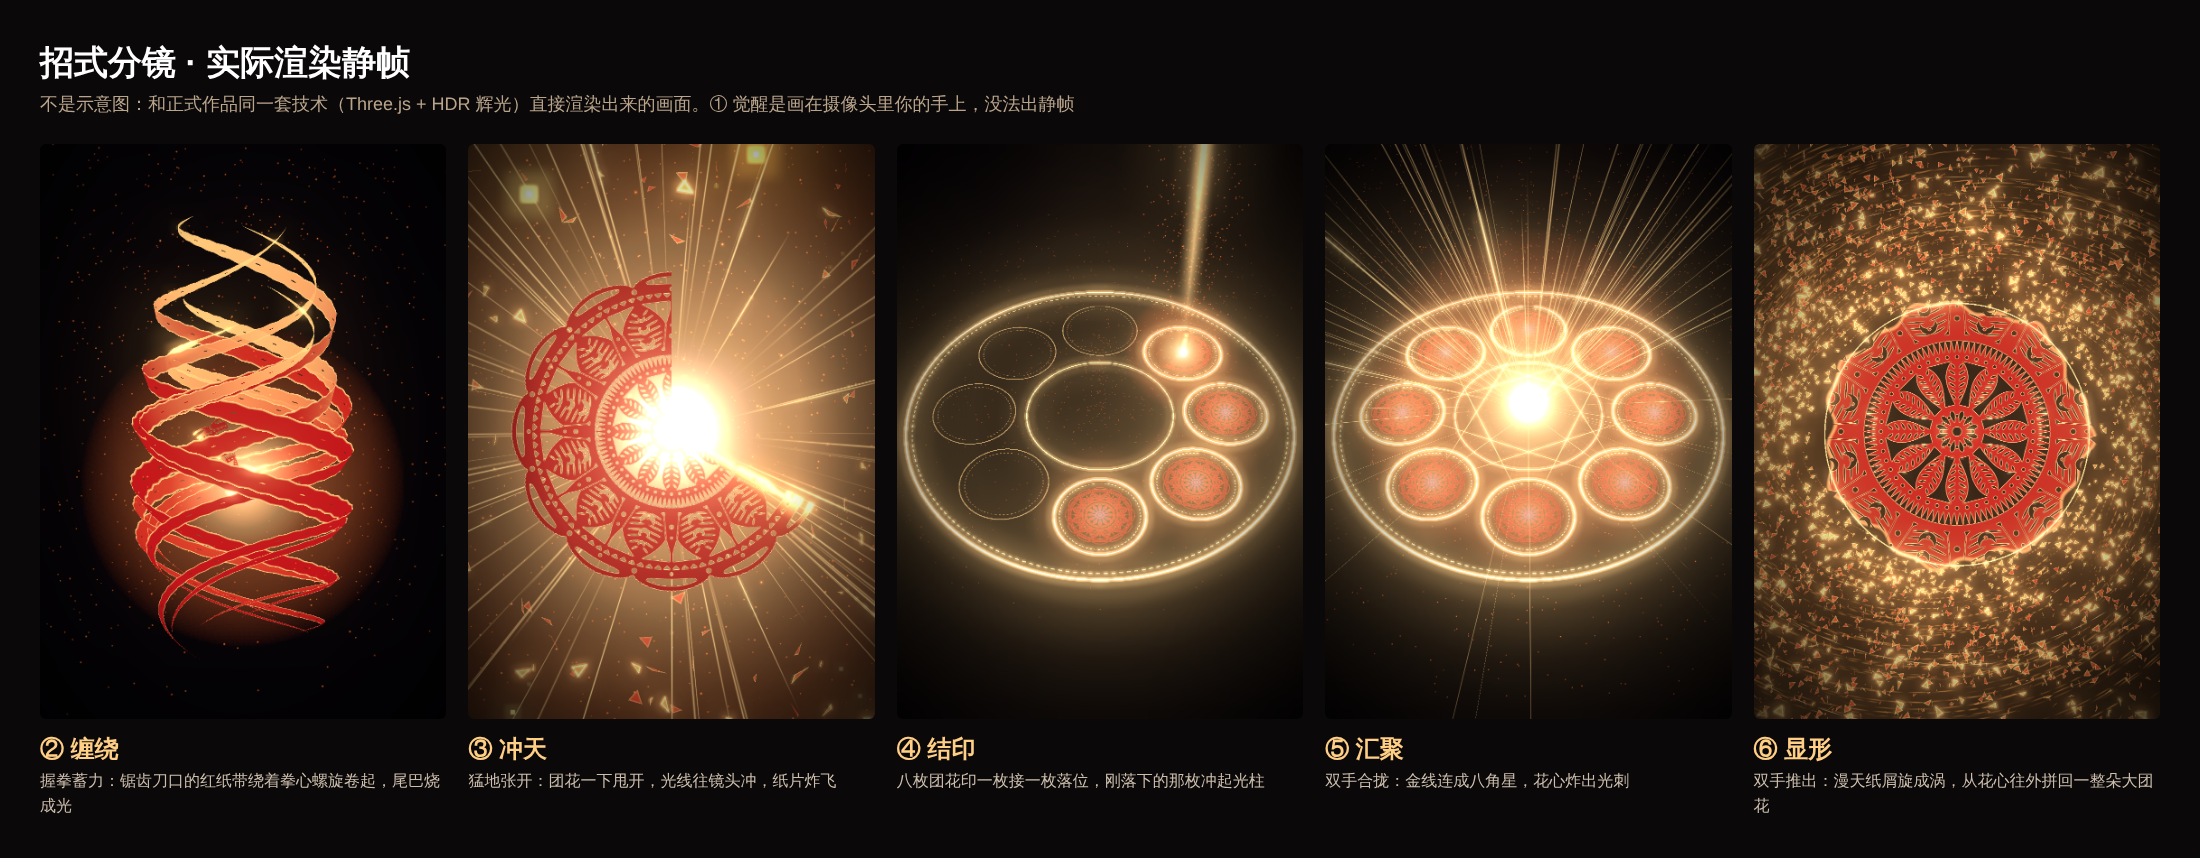 招式分镜 · 实际渲染静帧
不是示意图：和正式作品同一套技术（Three.js + HDR 辉光）直接渲染出来的画面。① 觉醒是画在摄像头里你的手上，没法出静帧
② 缠绕
握拳蓄力：锯齿刀口的红纸带绕着拳心螺旋卷起，尾巴烧
成光
③ 冲天
猛地张开：团花一下甩开，光线往镜头冲，纸片炸飞
④ 结印
八枚团花印一枚接一枚落位，刚落下的那枚冲起光柱
⑤ 汇聚
双手合拢：金线连成八角星，花心炸出光刺
⑥ 显形
双手推出：漫天纸屑旋成涡，从花心往外拼回一整朵大团
花